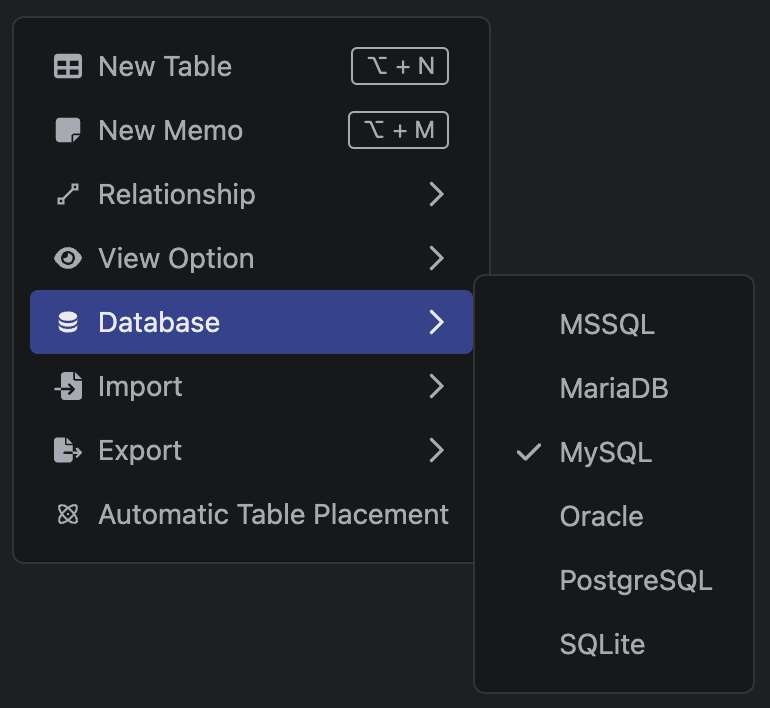 New Table ⌥ + N
New Memo ⌥ + M
Relationship
View Option
Database
Import
Export
Automatic Table Placement
MSSQL
MariaDB
MySQL
Oracle
PostgreSQL
SQLite